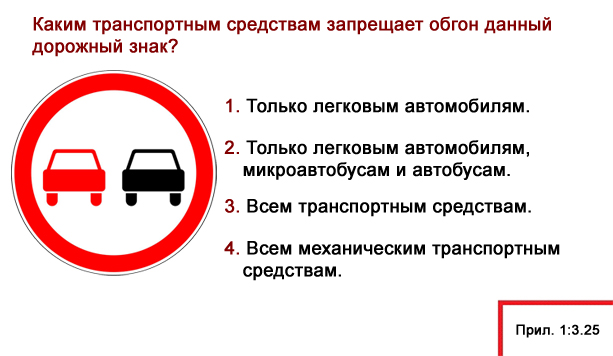 Каким транспортным средствам запрещает обгон данный
дорожный знак?
1. Только легковым автомобилям.
2. Только легковым автомобилям,
микроавтобусам и автобусам.
3. Всем транспортным средствам.
4. Всем механическим транспортным
средствам.
Прил. 1:3.25